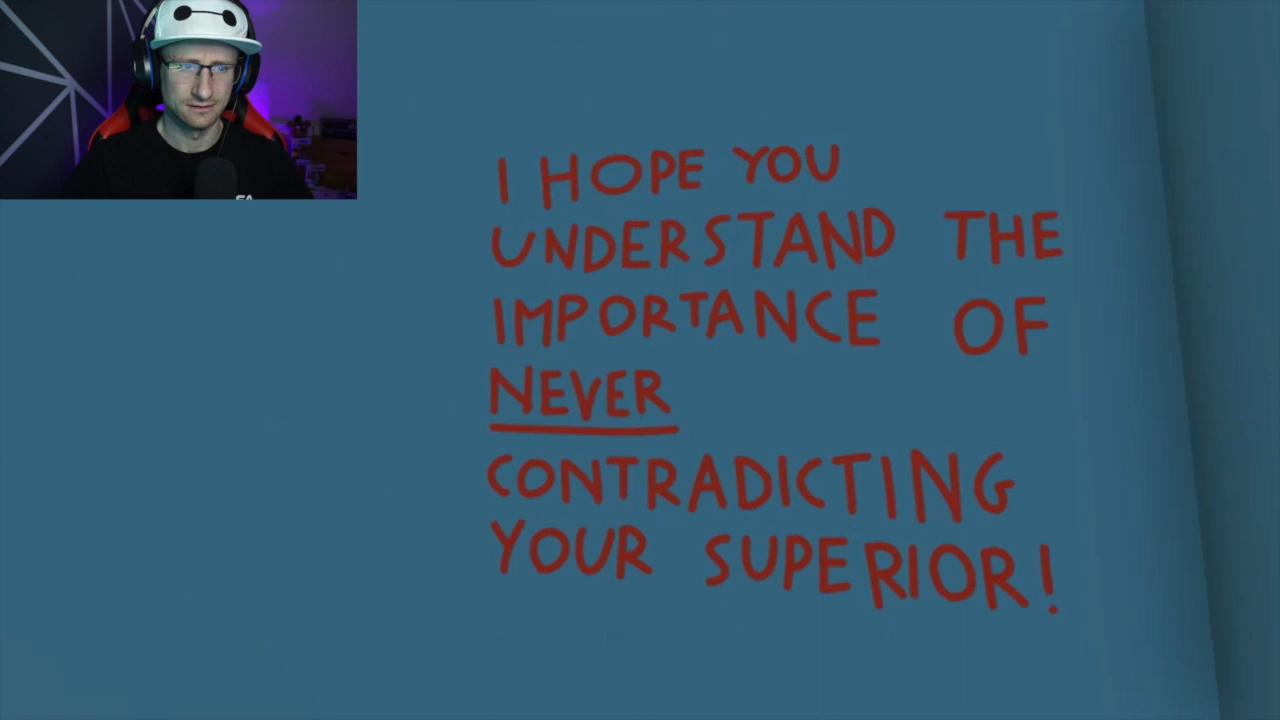 I HOPE YOU
UNDERSTAND THE
IMPORTANCE OF
NEVER
CONTRADICTING
YOUR SUPERIOR!